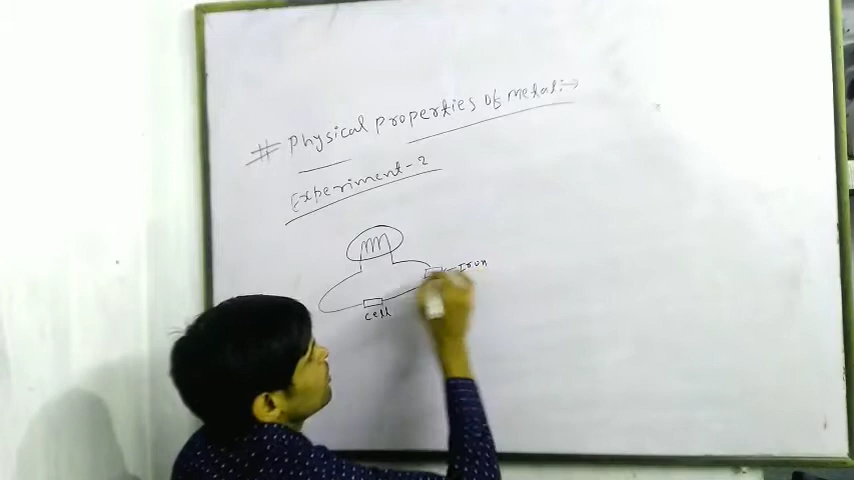 # Physical Properties Of Metal :→
Experiment - 2
Iron
Cell